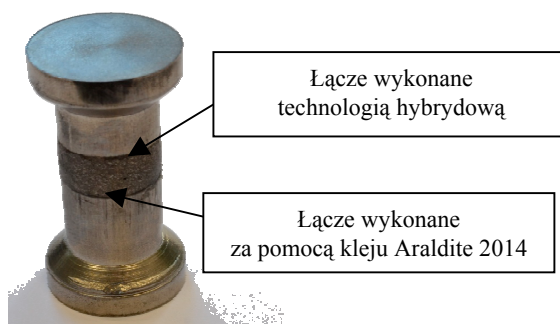 Łącze wykonane
technologią hybrydową
Łącze wykonane
za pomocą kleju Araldite 2014